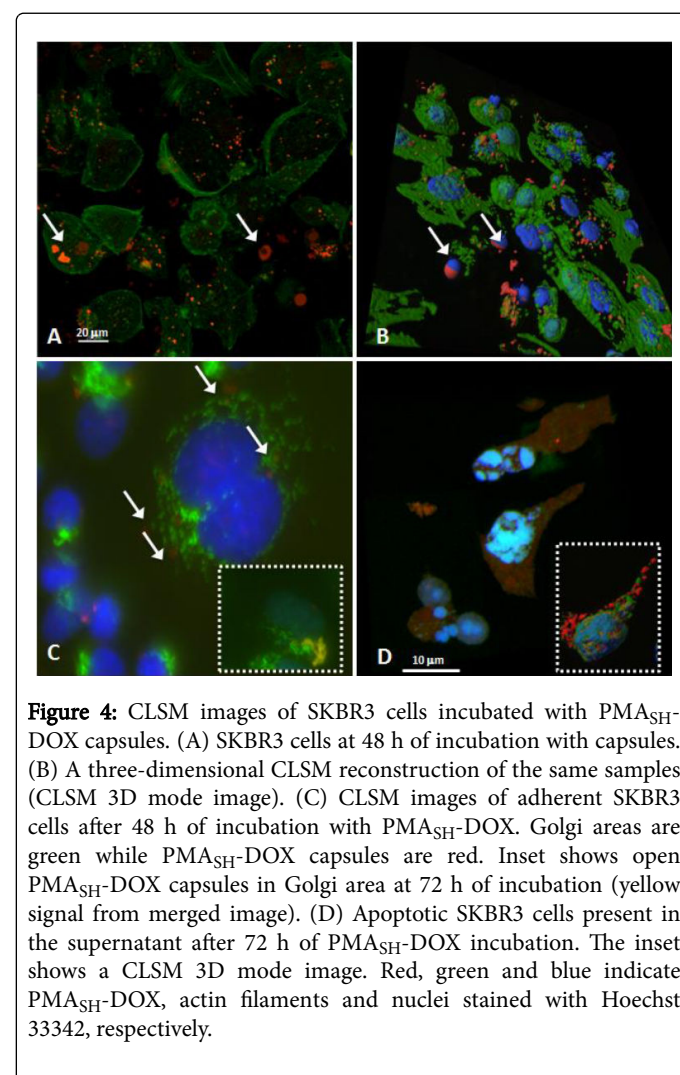 A
20 μm
B
C
D
10 μm
Figure 4: CLSM images of SKBR3 cells incubated with PMASH-
DOX capsules. (A) SKBR3 cells at 48 h of incubation with capsules.
(B) A three-dimensional CLSM reconstruction of the same samples
(CLSM 3D mode image). (C) CLSM images of adherent SKBR3
cells after 48 h of incubation with PMASH-DOX. Golgi areas are
green while PMASH-DOX capsules are red. Inset shows open
PMASH-DOX capsules in Golgi area at 72 h of incubation (yellow
signal from merged image). (D) Apoptotic SKBR3 cells present in
the supernatant after 72 h of PMASH-DOX incubation. The inset
shows a CLSM 3D mode image. Red, green and blue indicate
PMASH-DOX, actin filaments and nuclei stained with Hoechst
33342, respectively.